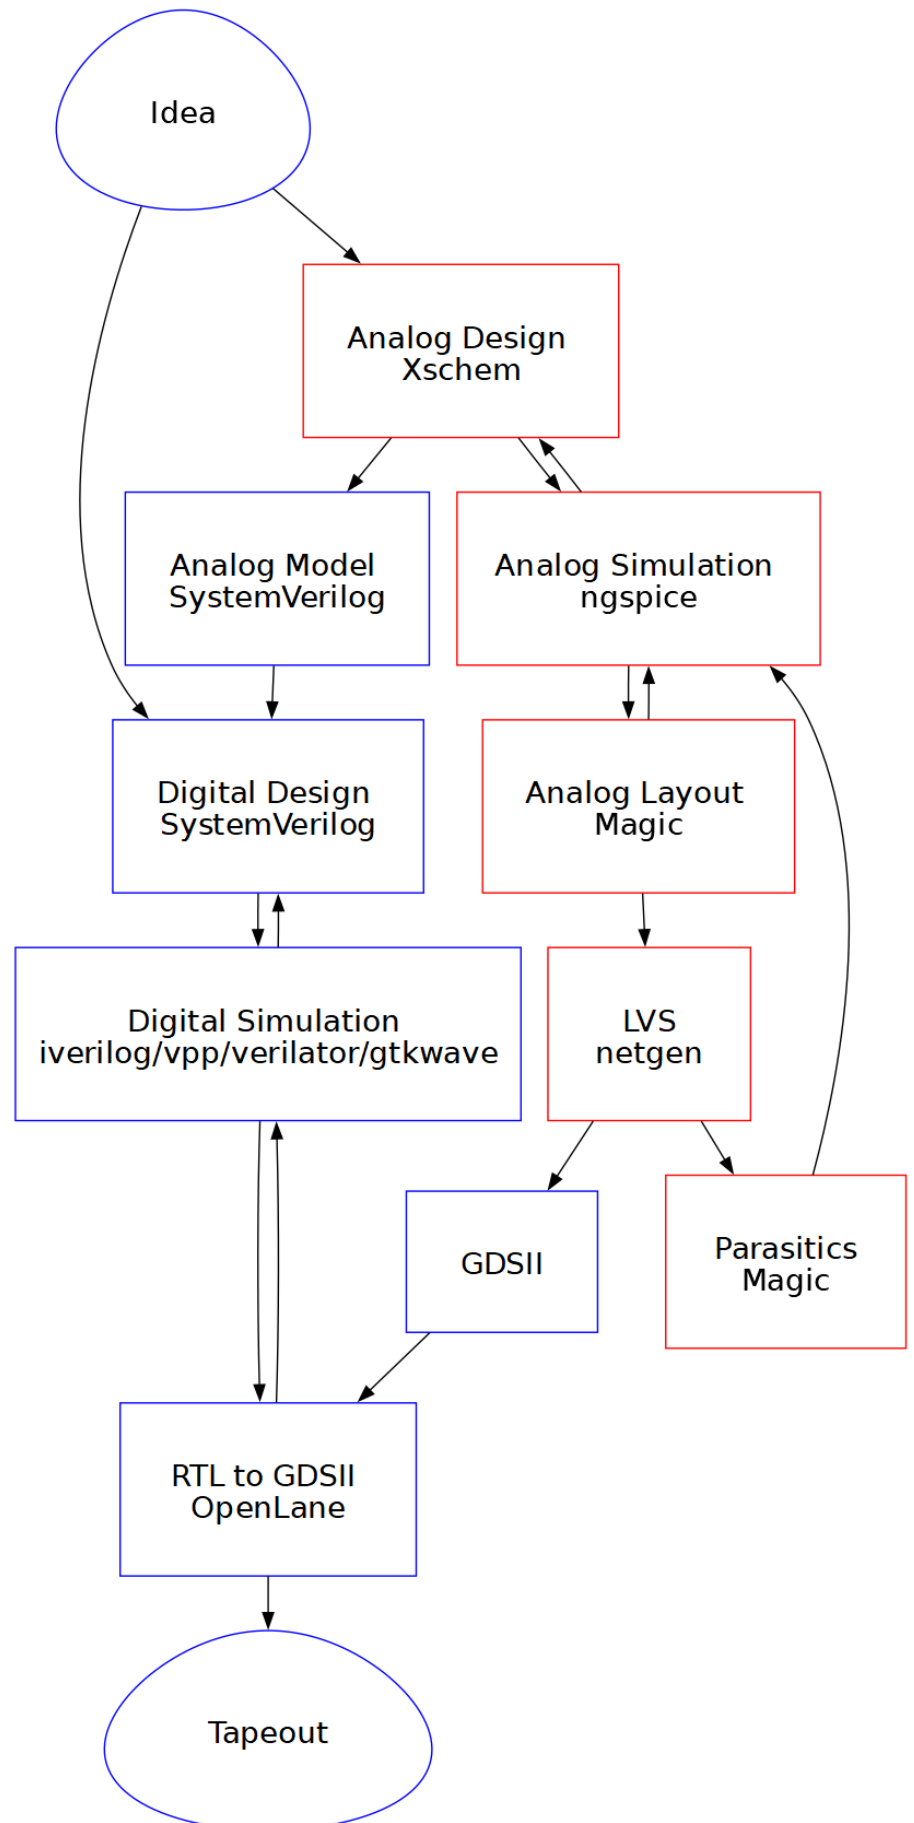 Idea
Analog Design
Xschem
Analog Model
SystemVerilog
Analog Simulation
ngspice
Digital Design
SystemVerilog
Analog Layout
Magic
Digital Simulation
iverilog/vpp/verilator/gtkwave
LVS
netgen
GDSII
Parasitics
Magic
RTL to GDSII
OpenLane
Tapeout